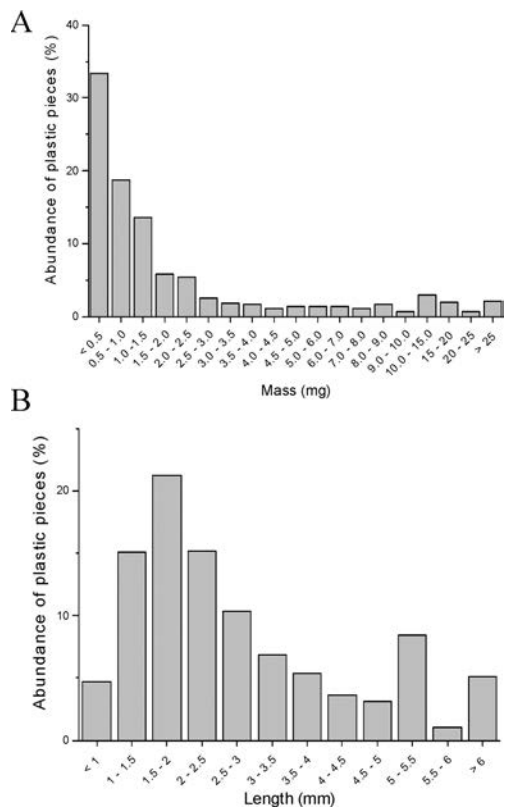 A
Abundance of plastic pieces (%)
40
30
20
10
0
< 0.5
0.5 - 1.0
1.0 -1.5
1.5 - 2.0
2.0 - 2.5
2.5 - 3.0
3.0 - 3.5
3.5 - 4.0
4.0 - 4.5
4.5 - 5.0
5.0 - 6.0
6.0 - 7.0
7.0 - 8.0
8.0 - 9.0
9.0 - 10.0
10.0 - 15.0
15 - 20
20 - 25
> 25
Mass (mg)
B
Abundance of plastic pieces (%)
20
10
0
< 1
1 - 1.5
1.5 - 2
2 - 2.5
2.5 - 3
3 - 3.5
3.5 - 4
4 - 4.5
4.5 - 5
5 - 5.5
5.5 - 6
> 6
Length (mm)